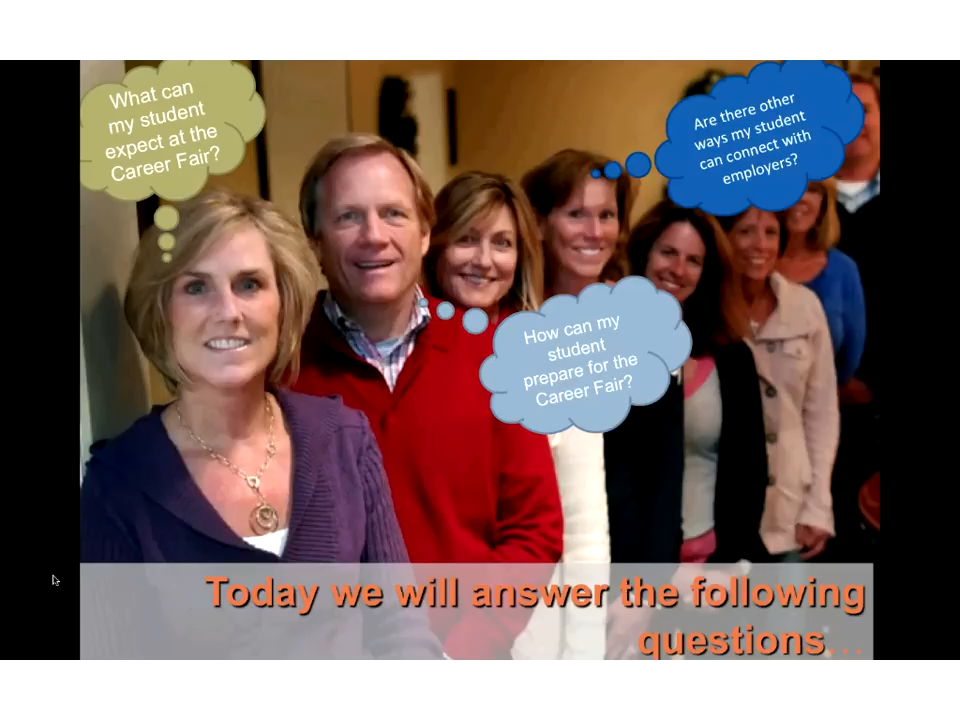 What can
my student
expect at the
Career Fair?
Are there other
ways my student
can connect with
employers?
How can my
student
prepare for the
Career Fair?
Today we will answer the following
questions…